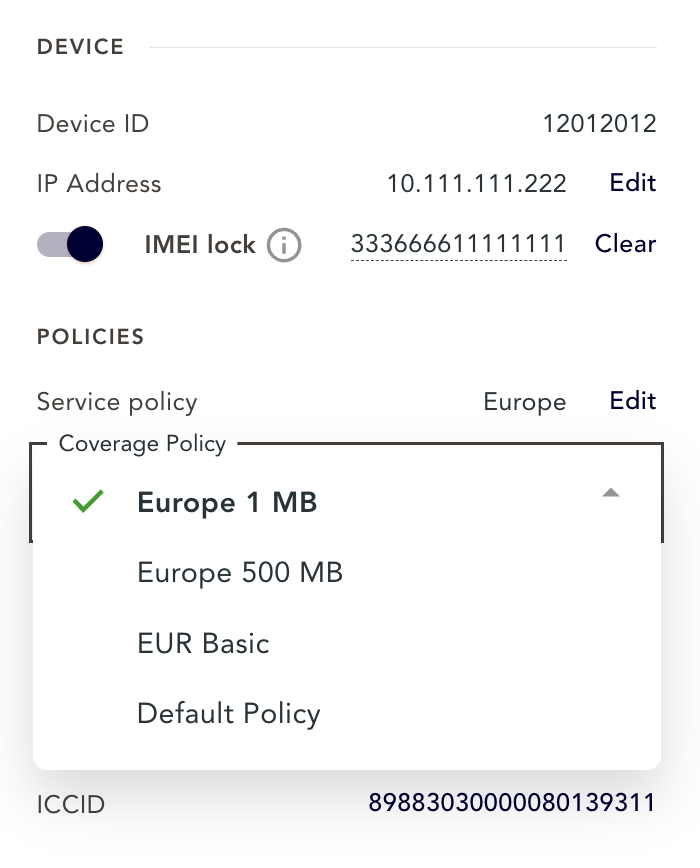 DEVICE
Device ID 12012012
IP Address 10.111.111.222 Edit
IMEI lock 333666611111111 Clear
POLICIES
Service policy Europe Edit
Coverage Policy
Europe 1 MB
Europe 500 MB
EUR Basic
Default Policy
ICCID 89883030000080139311